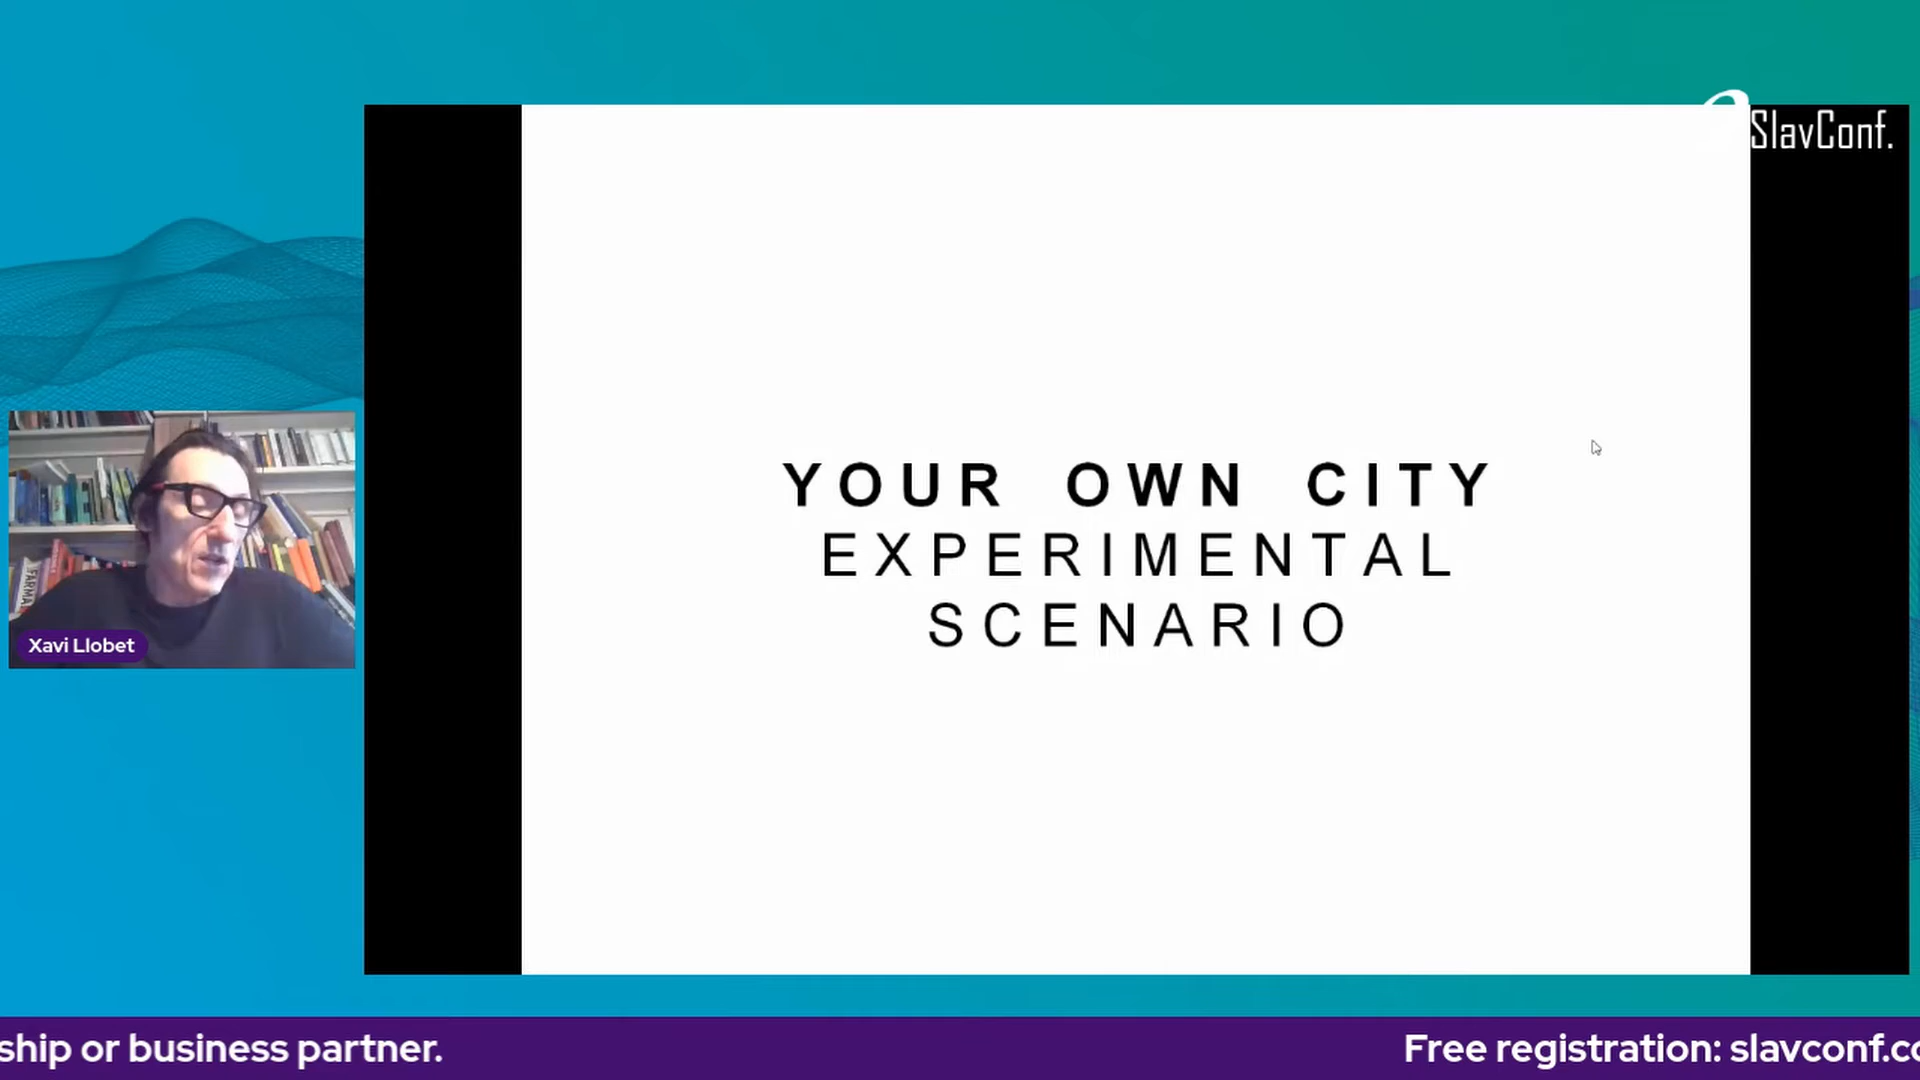 SlavConf.
YOUR OWN CITY
EXPERIMENTAL
SCENARIO
Xavi Llobet
ship or business partner.
Free registration: slavconf.co